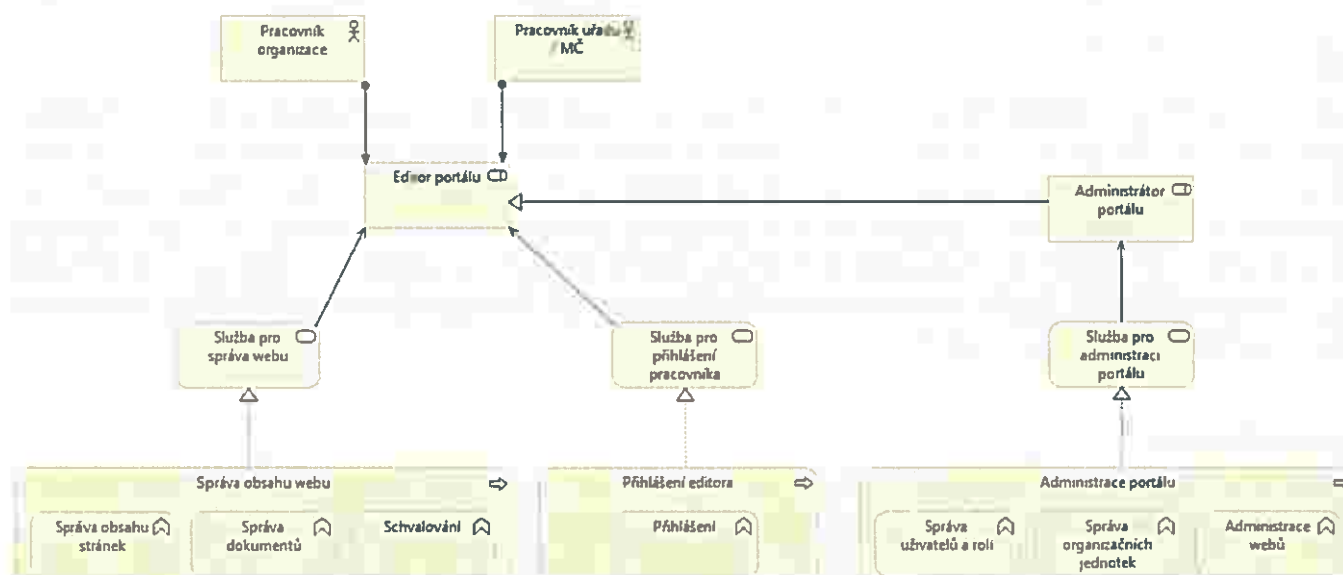 Pracovník
organizace
Pracovník úřadu
/ MČ
Editor portálu
Administrátor
portálu
Služba pro
správa webu
Služba pro
přihlášení
pracovníka
Služba pro
administraci
portálu
Správa obsahu webu
Přihlášení editora
Administrace portálu
Správa obsahu
stránek
Správa
dokumentů
Schvalování
Přihlášení
Správa
uživatelů a rolí
Správa
organizačních
jednotek
Administrace
webů